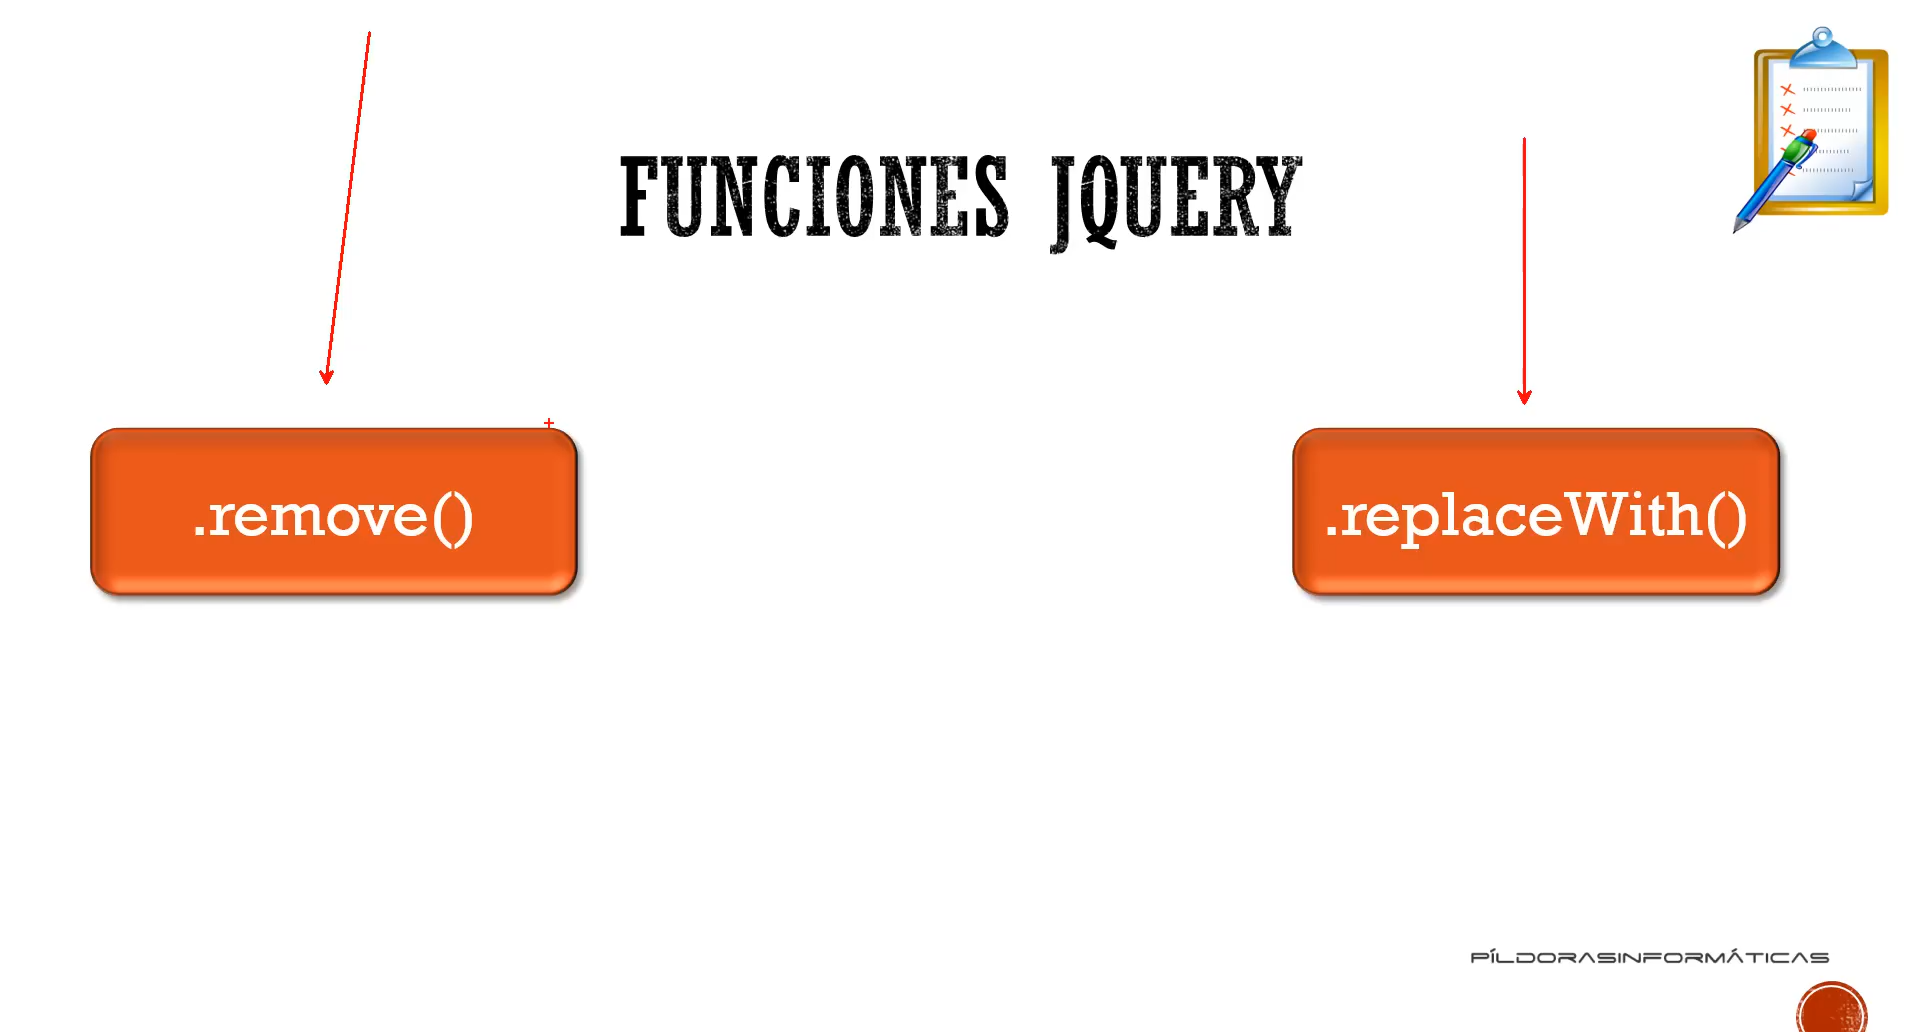 FUNCIONES JQUERY
.remove()
.replaceWith()
PÍLDORASINFORMÁTICAS